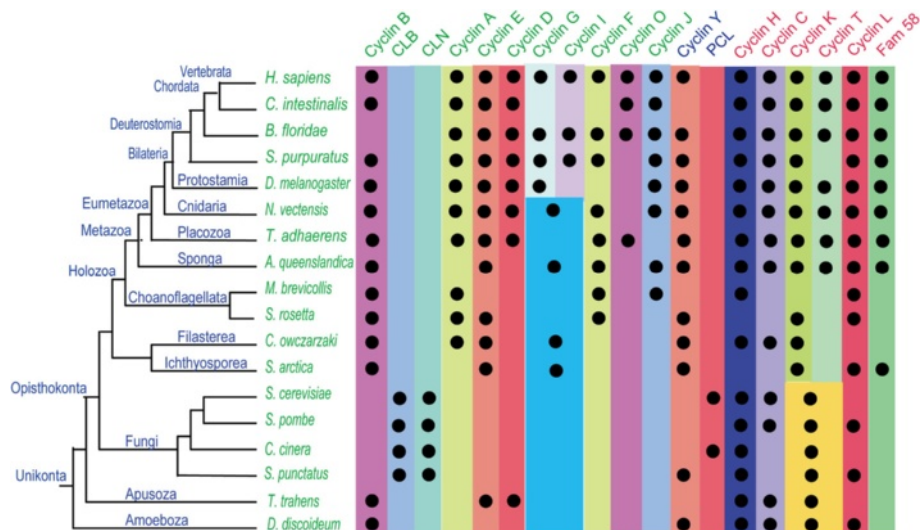 Cyclin B CLB CLN Cyclin A Cyclin E Cyclin D Cyclin G Cyclin I Cyclin F Cyclin O Cyclin J Cyclin Y PCL Cyclin H Cyclin C Cyclin K Cyclin T Cyclin L Fam 58
Vertebrata
H. sapiens
Chordata
C. intestinalis
Deuterostomia
B. floridae
Bilateria
S. purpuratus
Protostamia
D. melanogaster
Eumetazoa
Cnidaria
N. vectensis
Metazoa
Placozoa
T. adhaerens
Sponga
A. queenslandica
Holozoa
Choanoflagellata
M. brevicollis
S. rosetta
Filasterea
C. owczarzaki
Ichthyosporea
S. arctica
Opisthokonta
S. cerevisiae
S. pombe
Fungi
C. cinera
Unikonta
S. punctatus
Apusoza
T. trahens
Amoeboza
D. discoideum